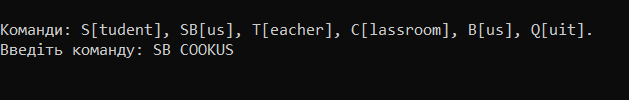 Команди: S[tudent], SB[us], T[eacher], C[lassroom], B[us], Q[uit].
Введіть команду: SB COOKUS